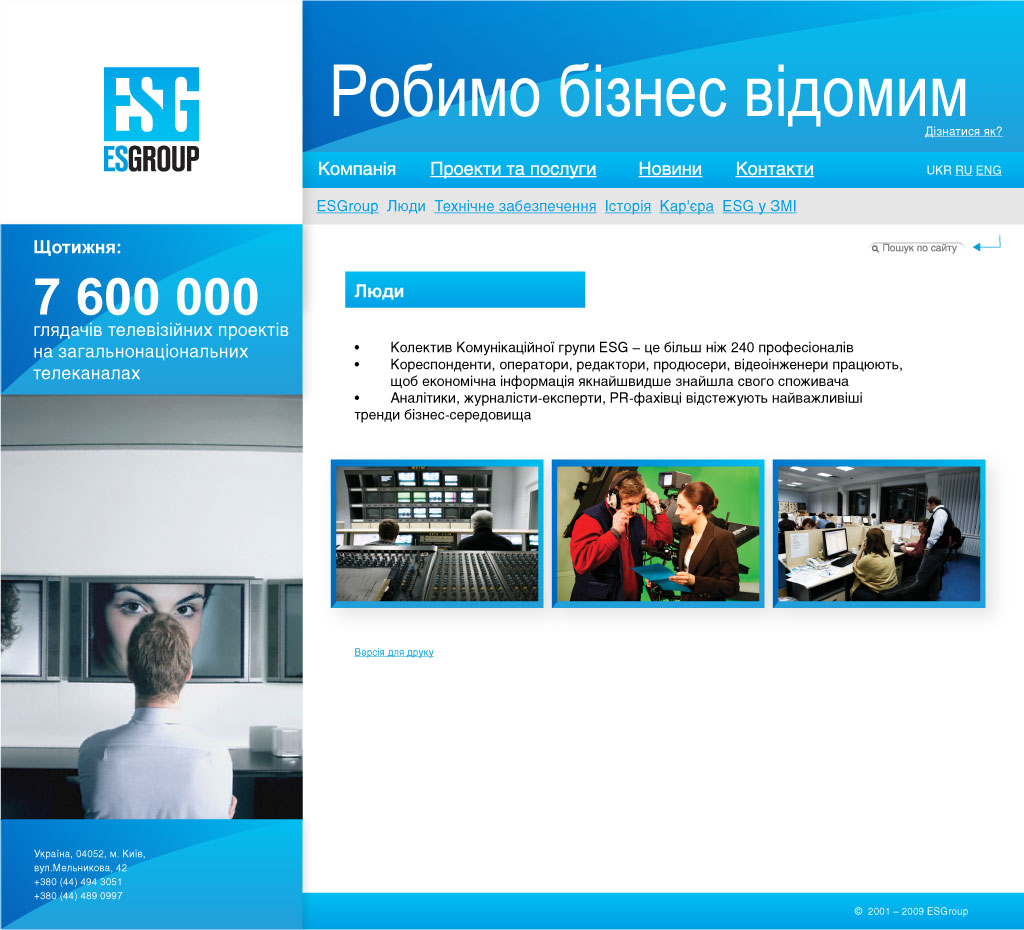 ESG
ESGROUP
Робимо бізнес відомим
Дізнатися як?
Компанія Проекти та послуги Новини Контакти UKR RU ENG
ESGroup Люди Технічне забезпечення Історія Кар'єра ESG у ЗМІ
Щотижня:
7 600 000
глядачів телевізійних проектів
на загальнонаціональних
телеканалах
Пошук по сайту
Люди
• Колектив Комунікаційної групи ESG – це більш ніж 240 професіоналів
• Кореспонденти, оператори, редактори, продюсери, відеоінженери працюють,
щоб економічна інформація якнайшвидше знайшла свого споживача
• Аналітики, журналісти-експерти, PR-фахівці відстежують найважливіші
тренди бізнес-середовища
Версія для друку
Україна, 04052, м. Київ,
вул.Мельникова, 42
+380 (44) 494 3051
+380 (44) 489 0997
© 2001 – 2009 ESGroup